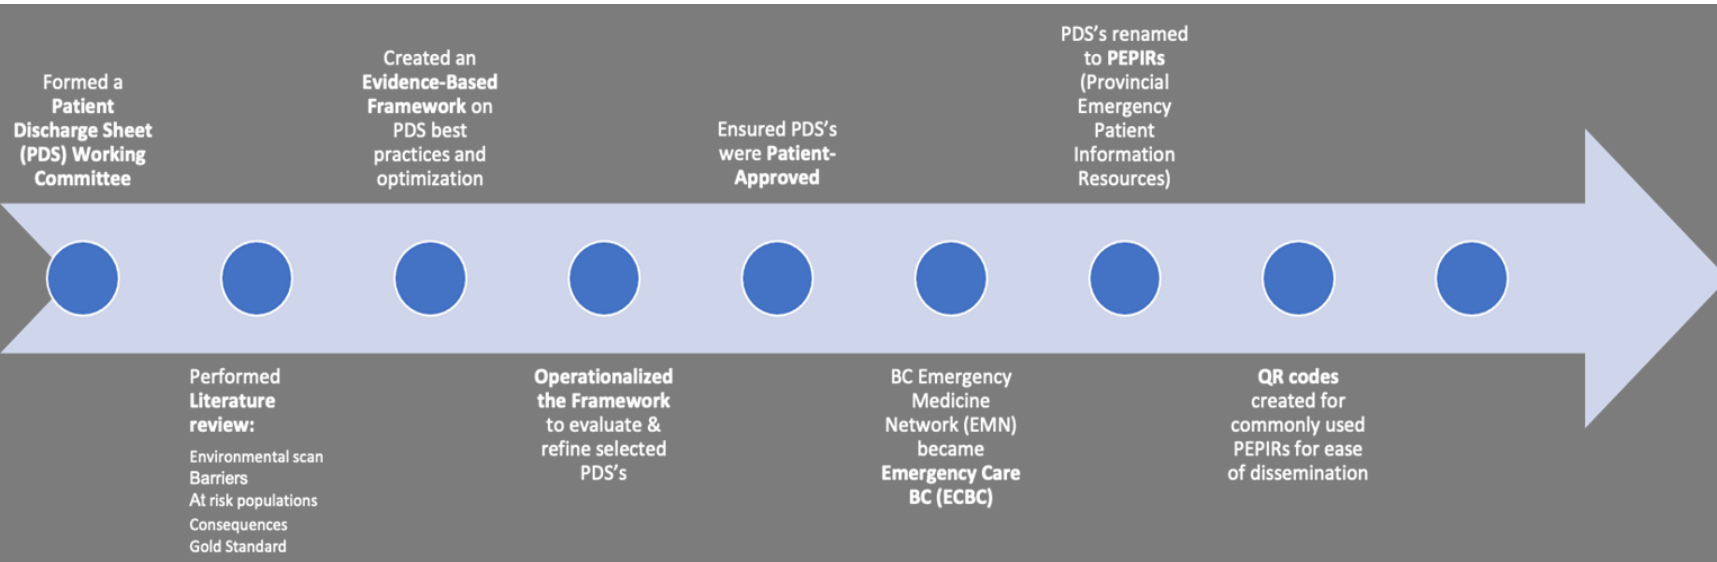 Formed a
Patient
Discharge Sheet
(PDS) Working
Committee
Performed
Literature
review:
Environmental scan
Barriers
At risk populations
Consequences
Gold Standard
Created an
Evidence-Based
Framework on
PDS best
practices and
optimization
Operationalized
the Framework
to evaluate &
refine selected
PDS’s
Ensured PDS’s
were Patient-
Approved
BC Emergency
Medicine
Network (EMN)
became
Emergency Care
BC (ECBC)
PDS’s renamed
to PEPIRs
(Provincial
Emergency
Patient
Information
Resources)
QR codes
created for
commonly used
PEPIRs for ease
of dissemination